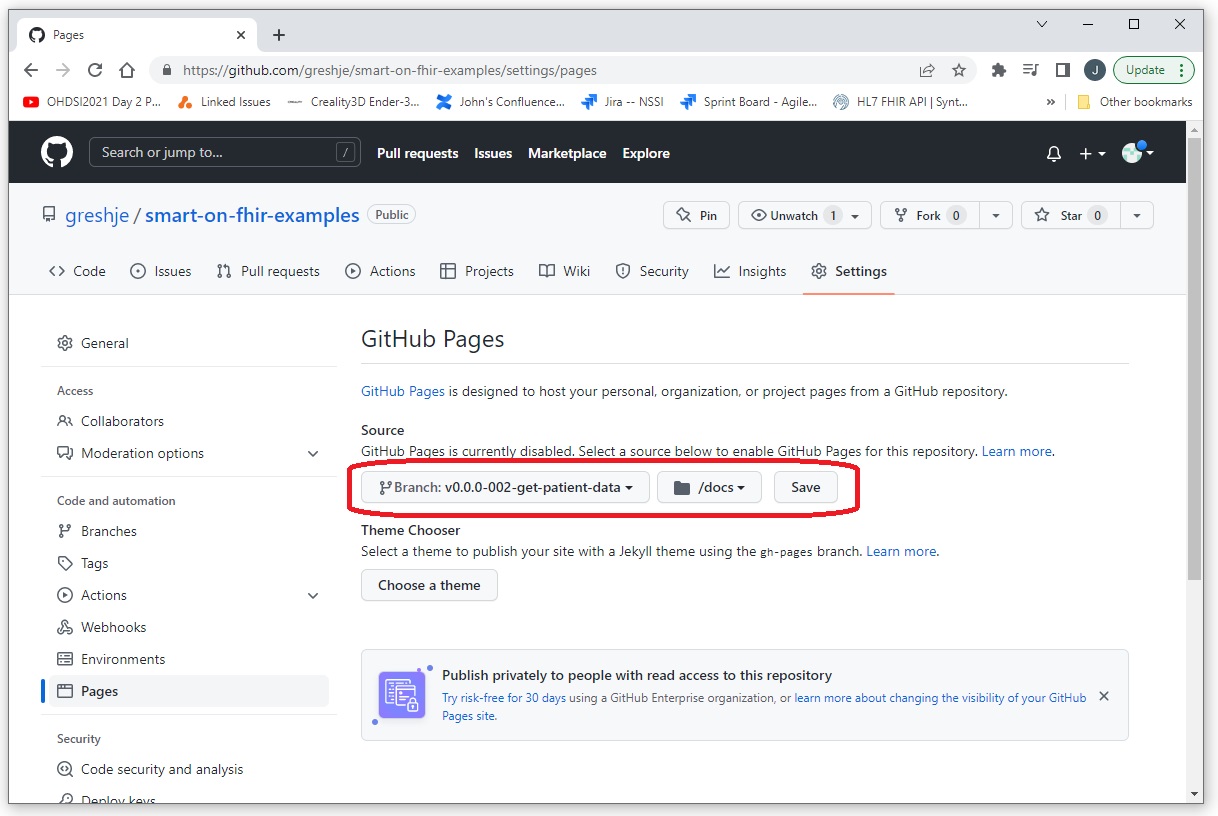 Pages
https://github.com/greshje/smart-on-fhir-examples/settings/pages
J Update
OHDSI2021 Day 2 P... Linked Issues Creality3D Ender-3... John's Confluence... Jira -- NSSI Sprint Board - Agile... HL7 FHIR API | Synt... » Other bookmarks
Search or jump to... / Pull requests Issues Marketplace Explore
greshje / smart-on-fhir-examples Public Pin Unwatch 1 Fork 0 Star 0
Code Issues Pull requests Actions Projects Wiki Security Insights Settings
General
Access
Collaborators
Moderation options
Code and automation
Branches
Tags
Actions
Webhooks
Environments
Pages
Security
Code security and analysis
Deploy keys
GitHub Pages
GitHub Pages is designed to host your personal, organization, or project pages from a GitHub repository.
Source
GitHub Pages is currently disabled. Select a source below to enable GitHub Pages for this repository. Learn more.
Branch: v0.0.0-002-get-patient-data /docs Save
Theme Chooser
Select a theme to publish your site with a Jekyll theme using the gh-pages branch. Learn more.
Choose a theme
Publish privately to people with read access to this repository
Try risk-free for 30 days using a GitHub Enterprise organization, or learn more about changing the visibility of your GitHub
Pages site.